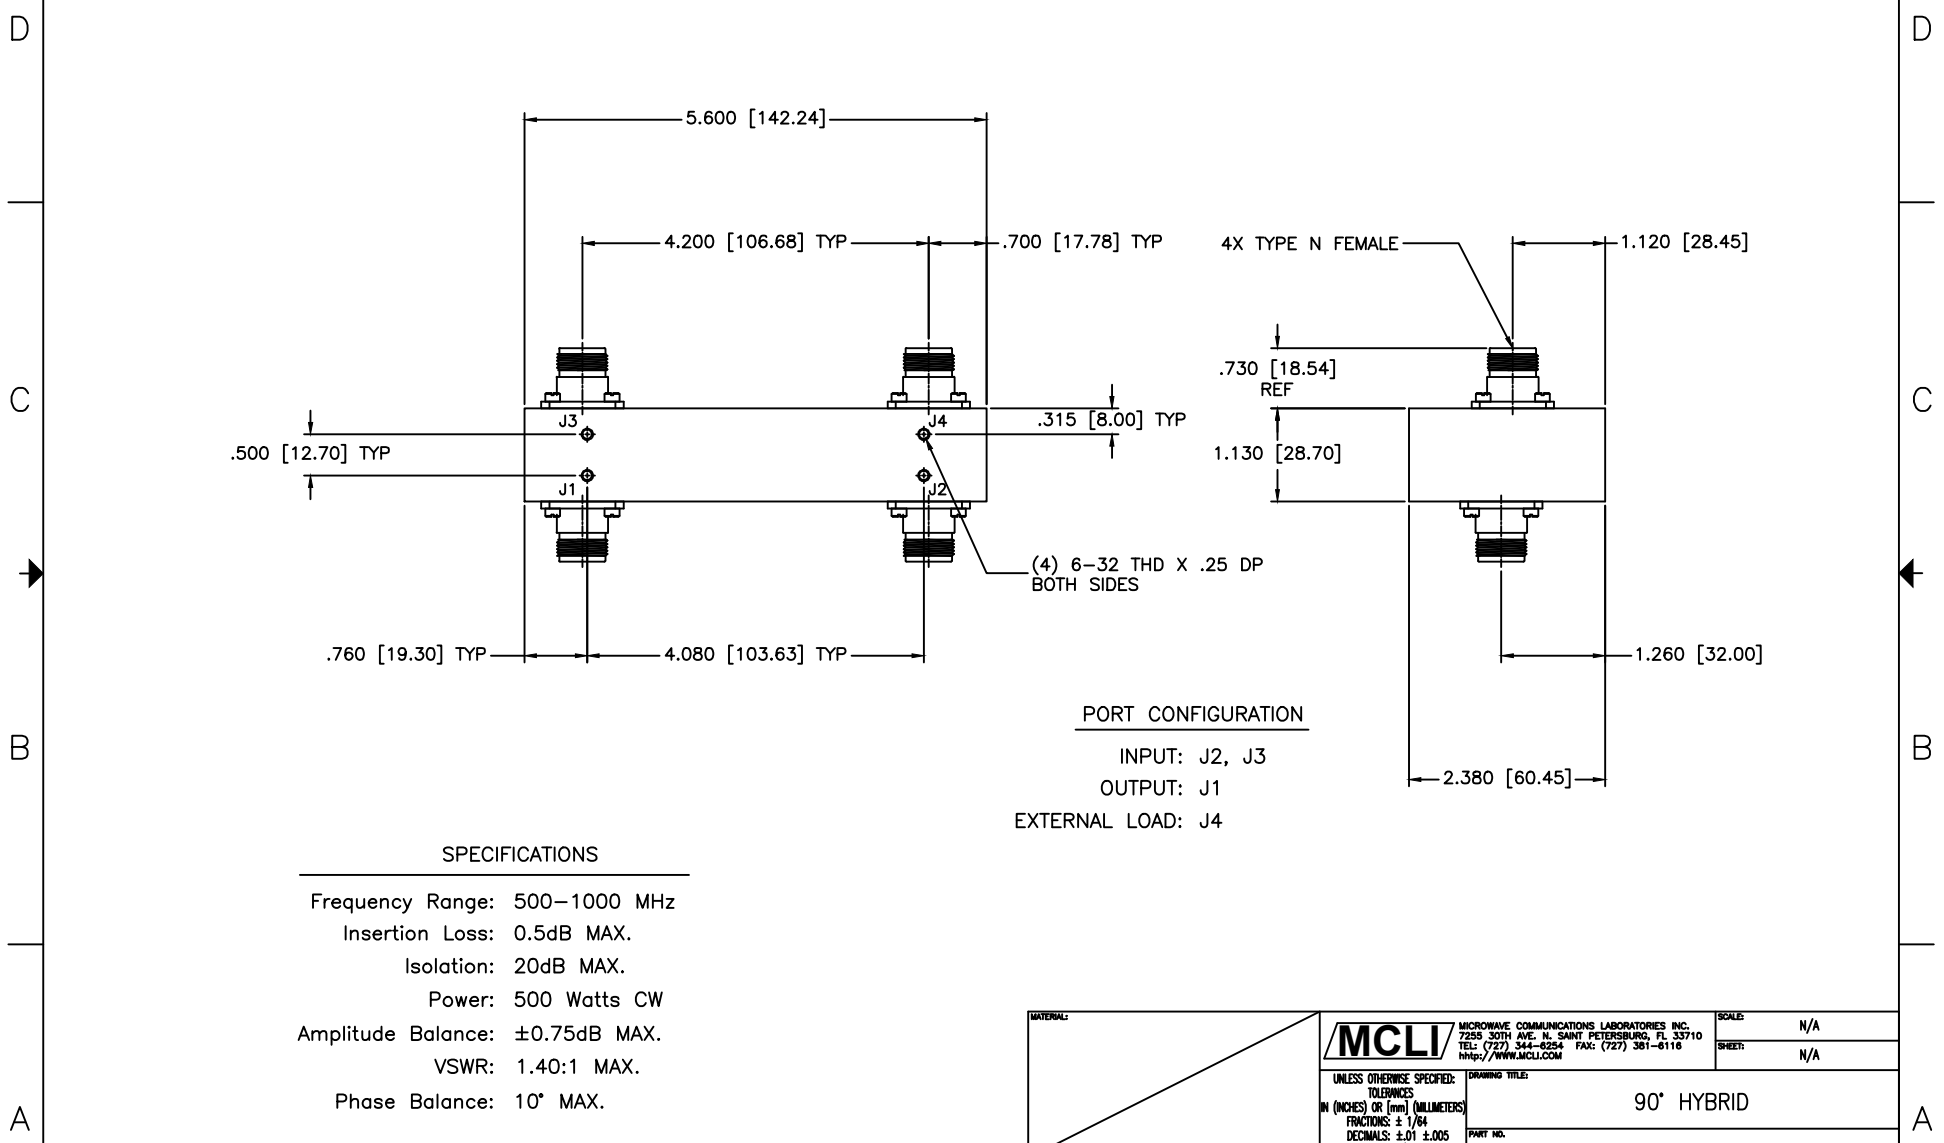 D
D
5.600 [142.24]
4.200 [106.68] TYP
.700 [17.78] TYP
4X TYPE N FEMALE
1.120 [28.45]
.730 [18.54]
REF
C
C
J3
J4
.315 [8.00] TYP
.500 [12.70] TYP
1.130 [28.70]
J1
J2
(4) 6-32 THD X .25 DP
BOTH SIDES
.760 [19.30] TYP
4.080 [103.63] TYP
1.260 [32.00]
PORT CONFIGURATION
B
B
INPUT: J2, J3
2.380 [60.45]
OUTPUT: J1
EXTERNAL LOAD: J4
SPECIFICATIONS
Frequency Range: 500-1000 MHz
Insertion Loss: 0.5dB MAX.
Isolation: 20dB MAX.
Power: 500 Watts CW
Amplitude Balance: ±0.75dB MAX.
VSWR: 1.40:1 MAX.
Phase Balance: 10° MAX.
A
A
MATERIAL:
MCLI
MICROWAVE COMMUNICATIONS LABORATORIES INC.
7255 30TH AVE. N. SAINT PETERSBURG, FL 33710
TEL: (727) 344-6254 FAX: (727) 381-6116
hhtp://WWW.MCLI.COM
SCALE: N/A
SHEET: N/A
UNLESS OTHERWISE SPECIFIED:
TOLERANCES
IN (INCHES) OR [mm] (MILLIMETERS)
FRACTIONS: ± 1/64
DECIMALS: ±.01 ±.005
DRAWING TITLE:
90° HYBRID
PART NO.